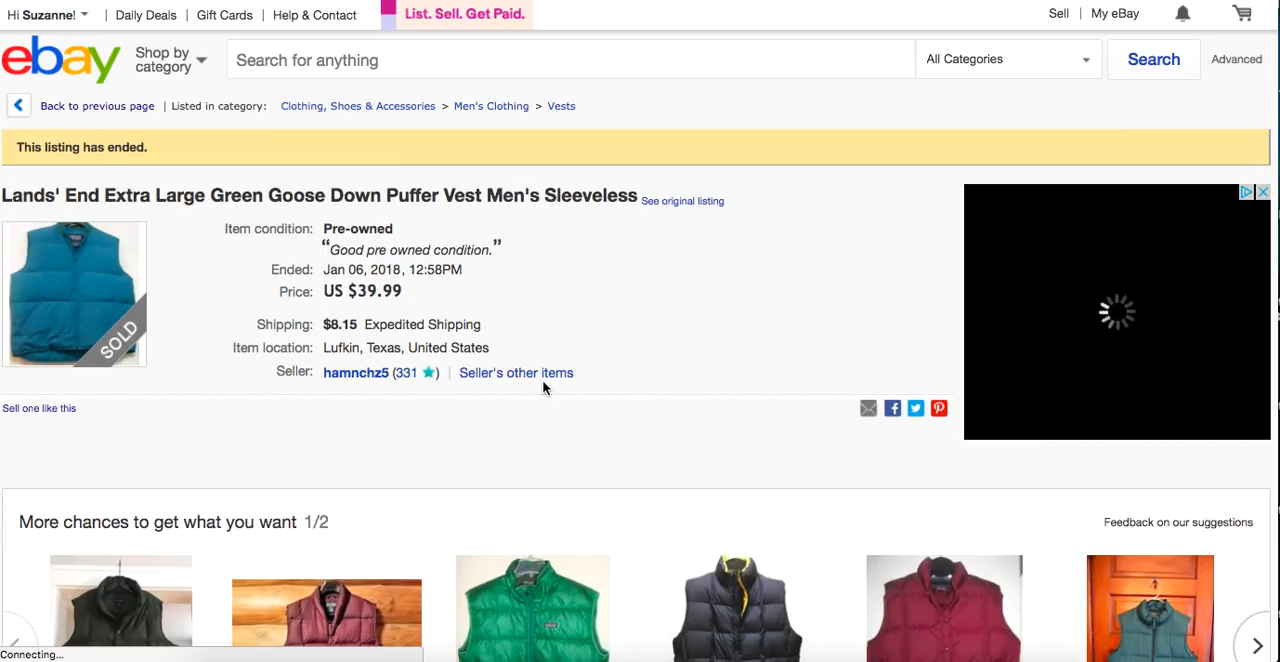 Hi Suzanne! | Daily Deals | Gift Cards | Help & Contact List. Sell. Get Paid. Sell | My eBay
ebay Shop by category Search for anything All Categories Search Advanced
Back to previous page | Listed in category: Clothing, Shoes & Accessories > Men's Clothing > Vests
This listing has ended.
Lands' End Extra Large Green Goose Down Puffer Vest Men's Sleeveless See original listing
Item condition: Pre-owned
“Good pre owned condition.”
Ended: Jan 06, 2018, 12:58PM
Price: US $39.99
Shipping: $8.15 Expedited Shipping
Item location: Lufkin, Texas, United States
Seller: hamnchz5 (331 ) | Seller's other items
SOLD
Sell one like this
More chances to get what you want 1/2 Feedback on our suggestions
Connecting...